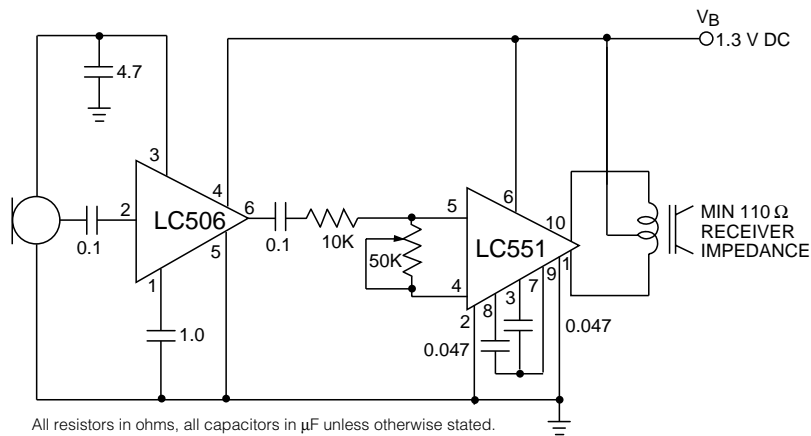 VB
1.3 V DC
4.7
3
4
2
LC506
6
5
1
0.1
1.0
0.1
10K
50K
5
4
6
LC551
10
1
9
7
3
8
2
0.047
0.047
MIN 110 Ω
RECEIVER
IMPEDANCE
All resistors in ohms, all capacitors in μF unless otherwise stated.